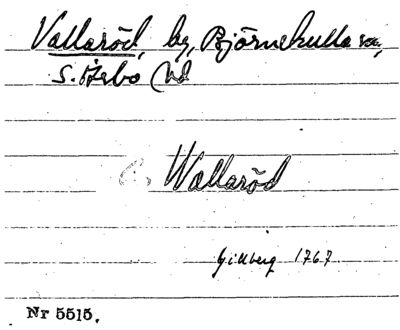 Vallaröd, by, Björnekulla sn,
S. Åsbo hd
Wallaröd
Gillberg 1767
Nr 5515.